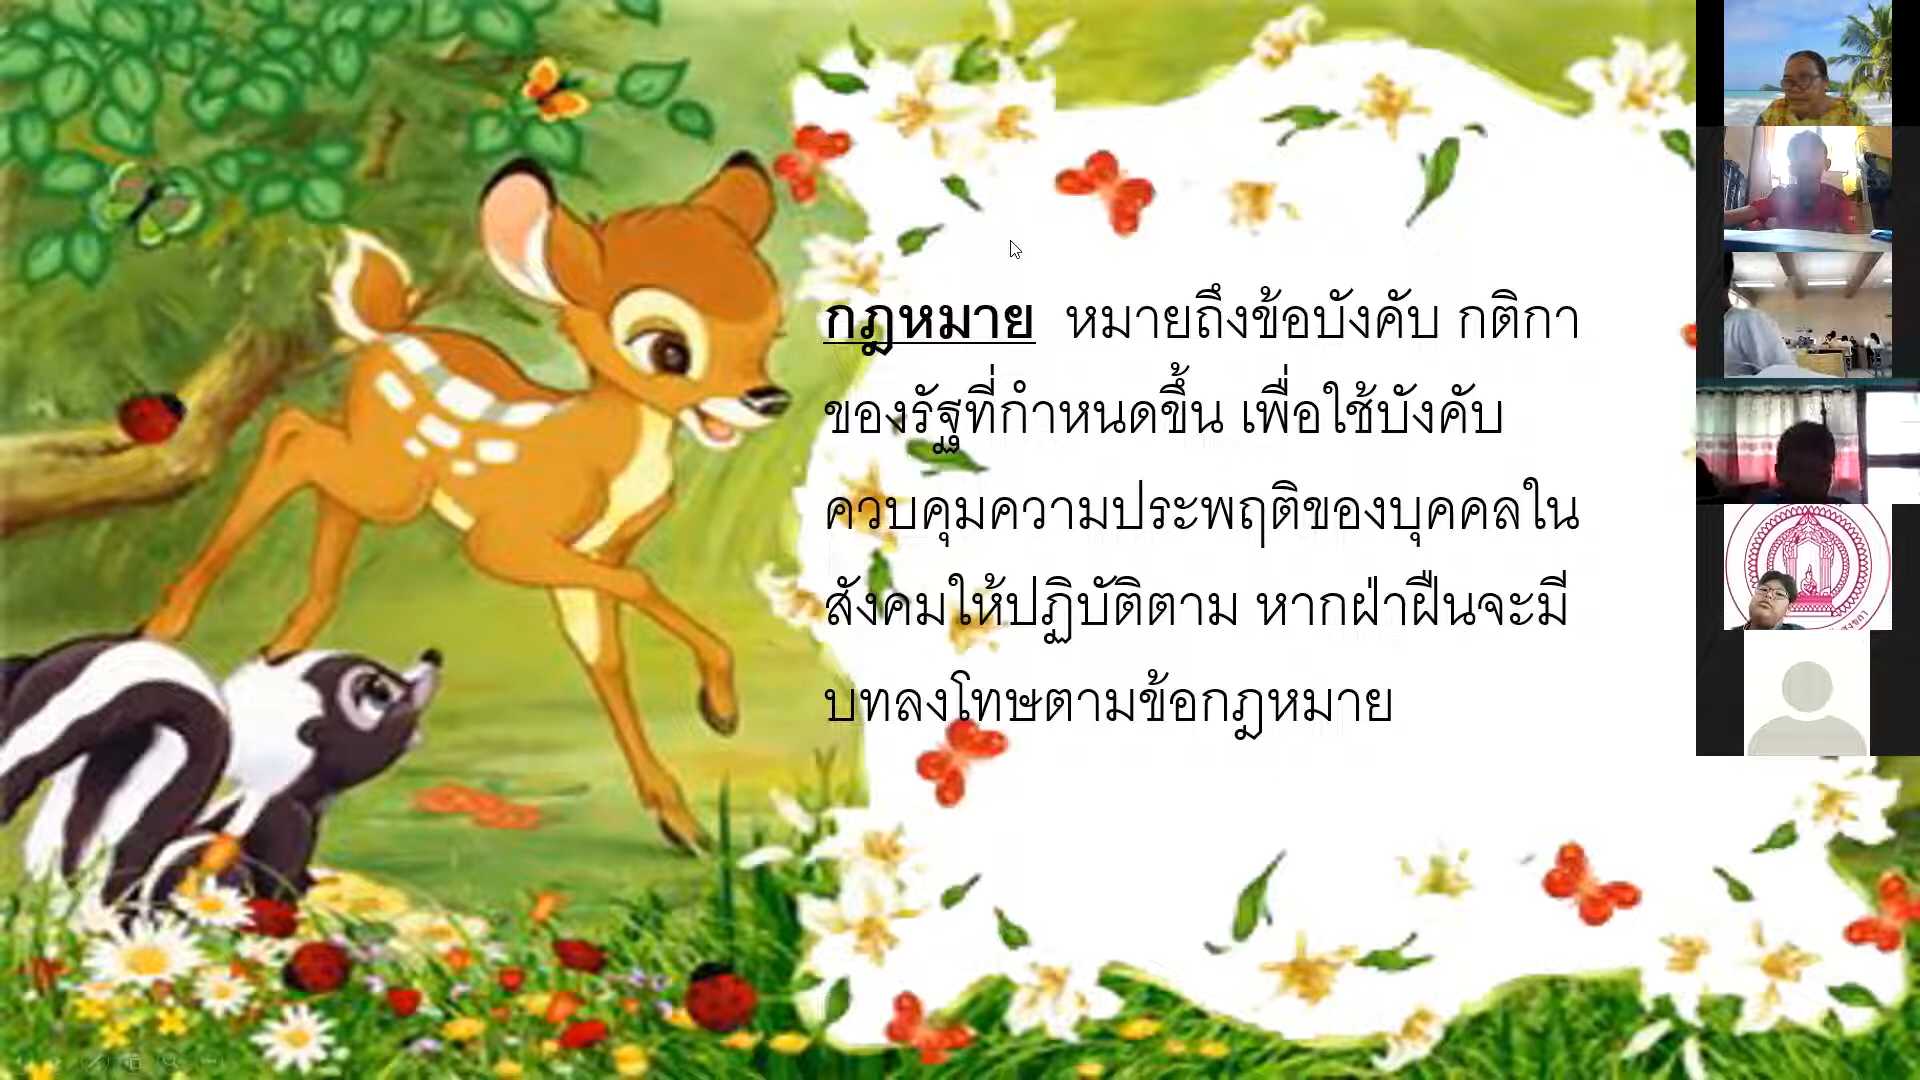 กฎหมาย หมายถึงข้อบังคับ กติกา
ของรัฐที่กำหนดขึ้น เพื่อใช้บังคับ
ควบคุมความประพฤติของบุคคลใน
สังคมให้ปฏิบัติตาม หากฝ่าฝืนจะมี
บทลงโทษตามข้อกฎหมาย